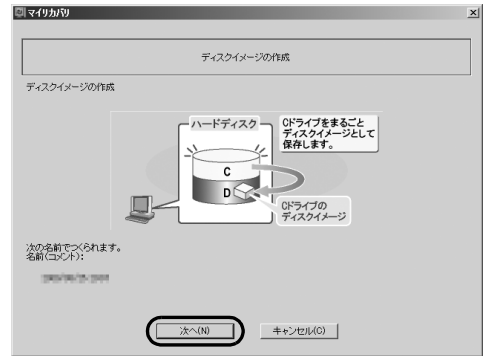 マイリカバリ
ディスクイメージの作成
ディスクイメージの作成
ハードディスク
Cドライブをまるごと
ディスクイメージとして
保存します。
C
D
Cドライブの
ディスクイメージ
次の名前でつくられます。
名前(コメント):
次へ(N)
キャンセル(C)